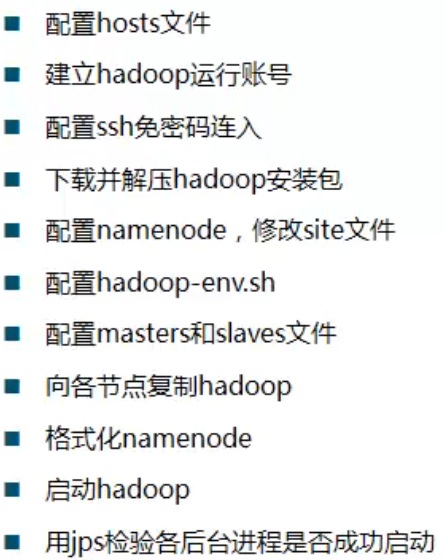 配置hosts文件
建立hadoop运行账号
配置ssh免密码连入
下载并解压hadoop安装包
配置namenode，修改site文件
配置hadoop-env.sh
配置masters和slaves文件
向各节点复制hadoop
格式化namenode
启动hadoop
用jps检验各后台进程是否成功启动